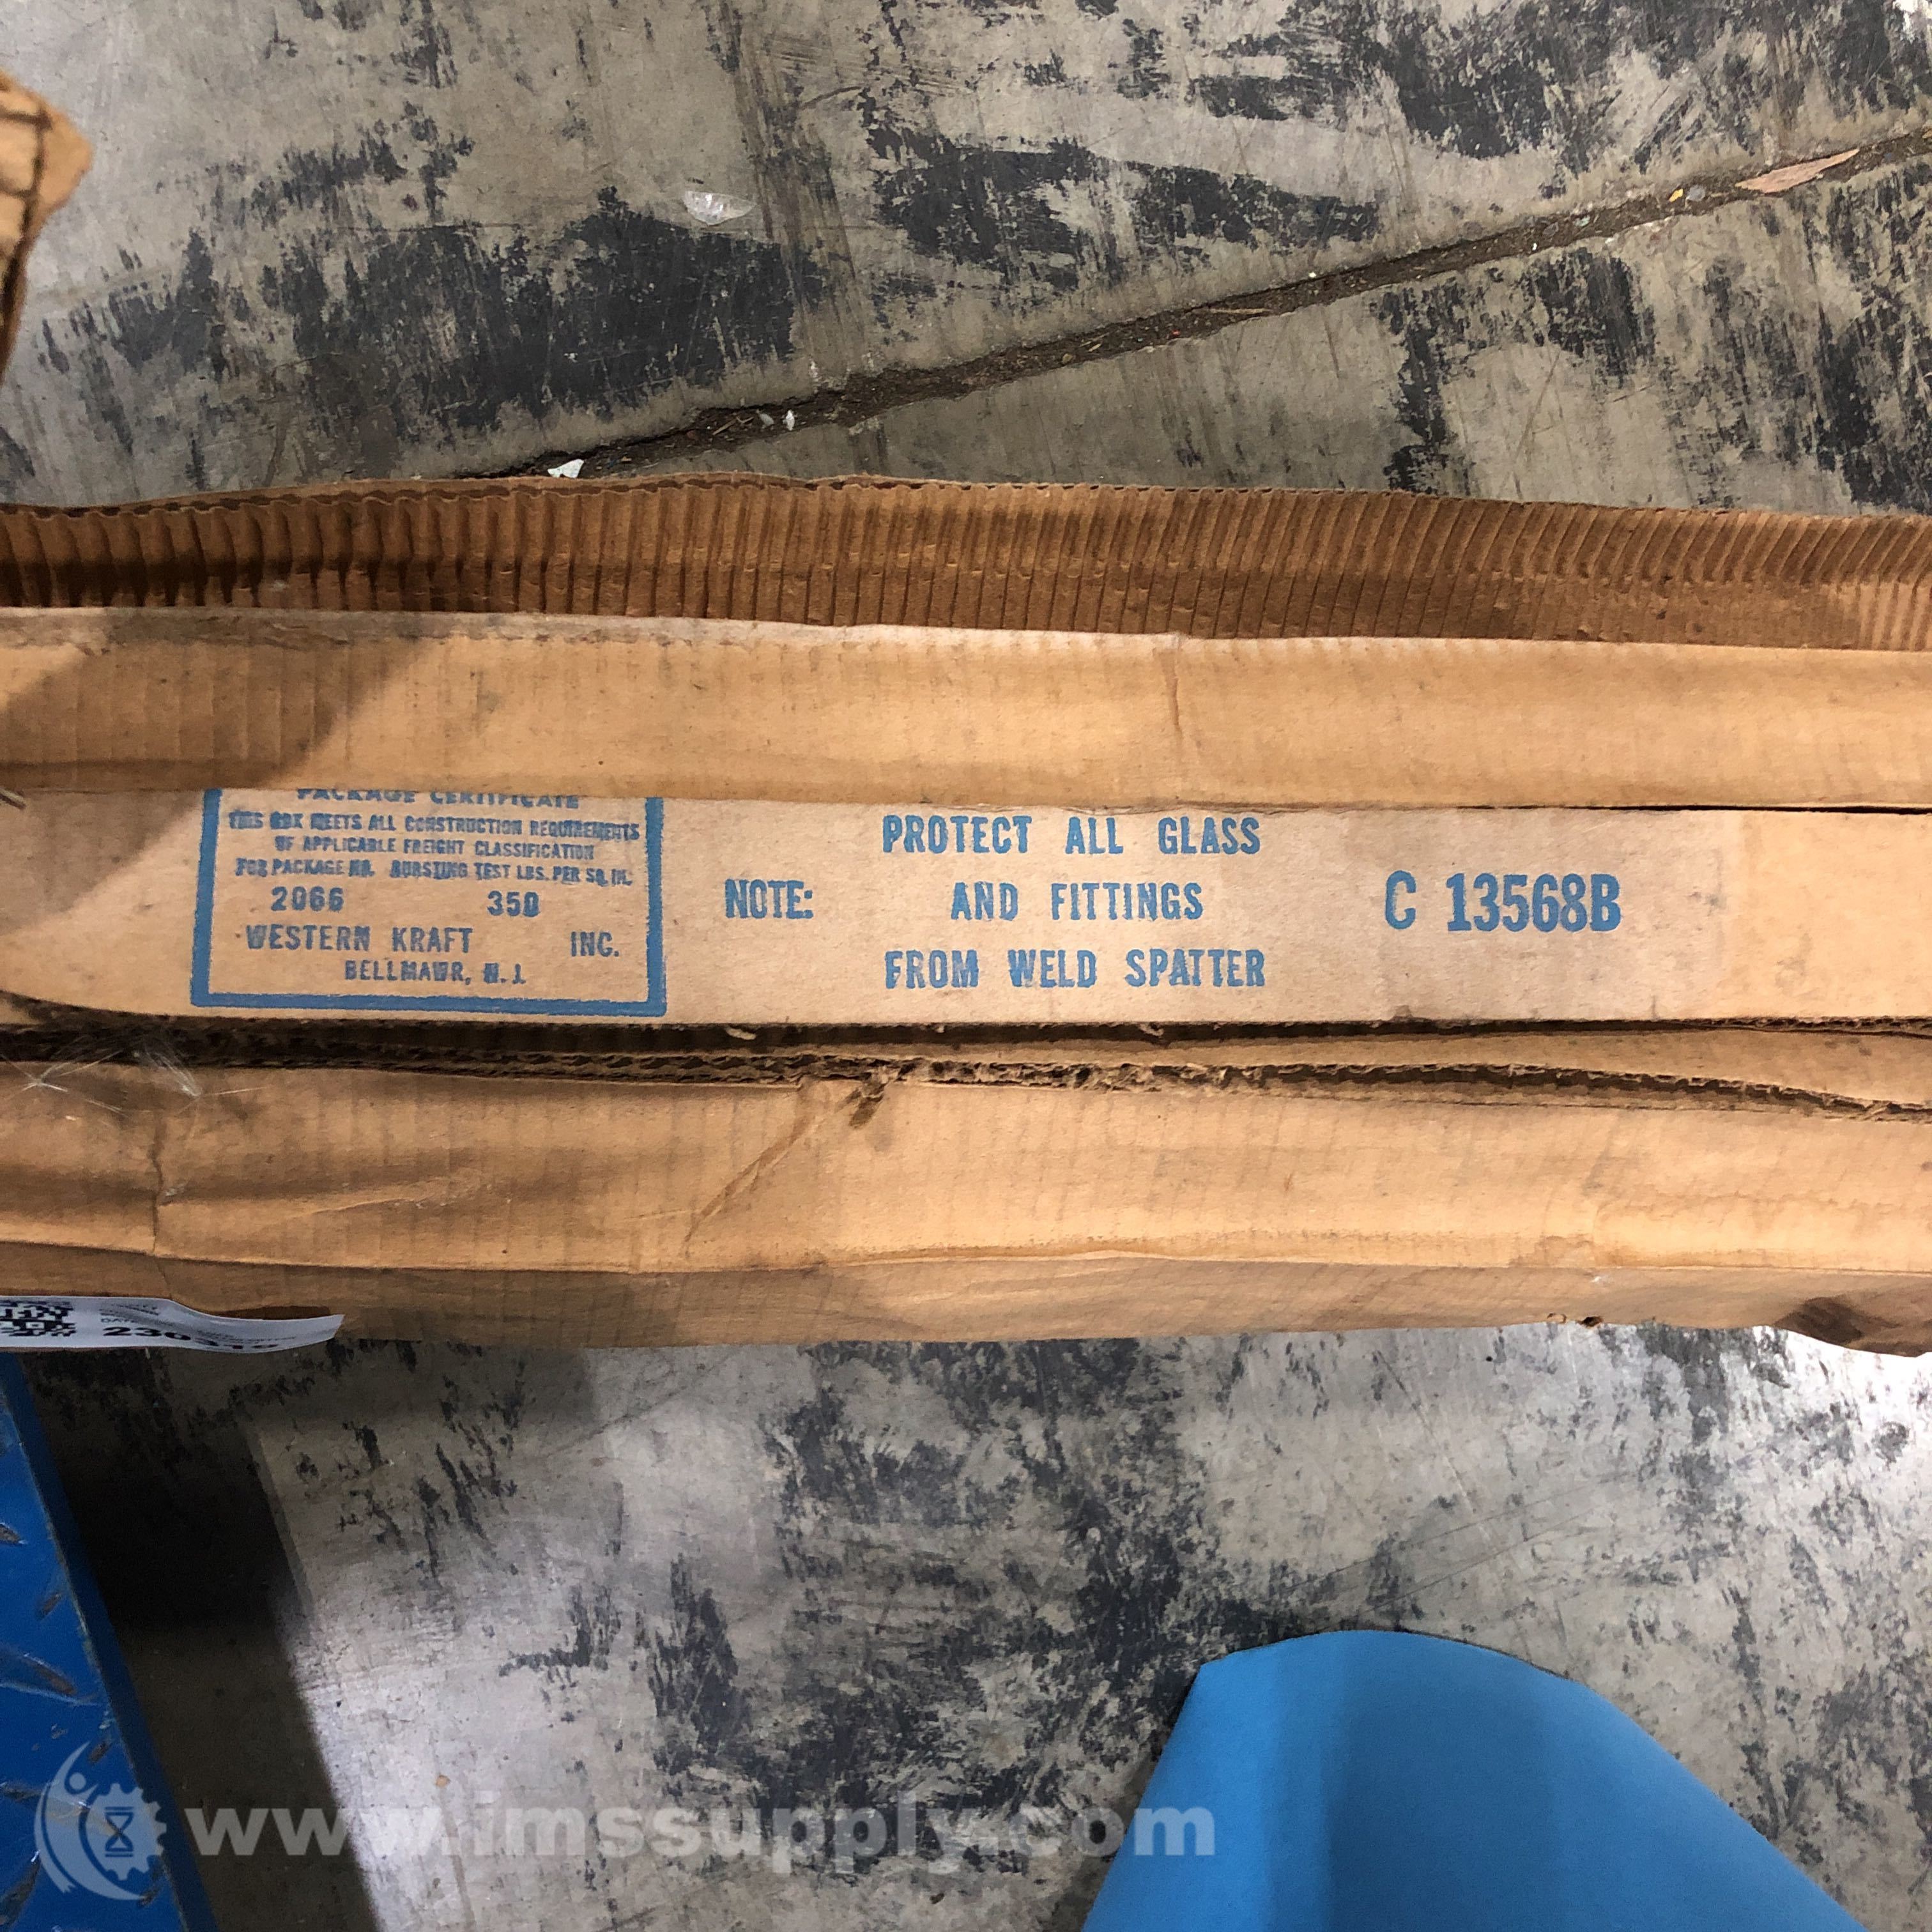 PACKAGE CERTIFICATE
THIS BOX MEETS ALL CONSTRUCTION REQUIREMENTS
OF APPLICABLE FREIGHT CLASSIFICATION
FOR PACKAGE NO. BURSTING TEST LBS. PER SQ. IN.
2066 350
WESTERN KRAFT INC.
BELLMAWR, N.J.
PROTECT ALL GLASS
NOTE: AND FITTINGS C 13568B
FROM WELD SPATTER
www.imssupply.com